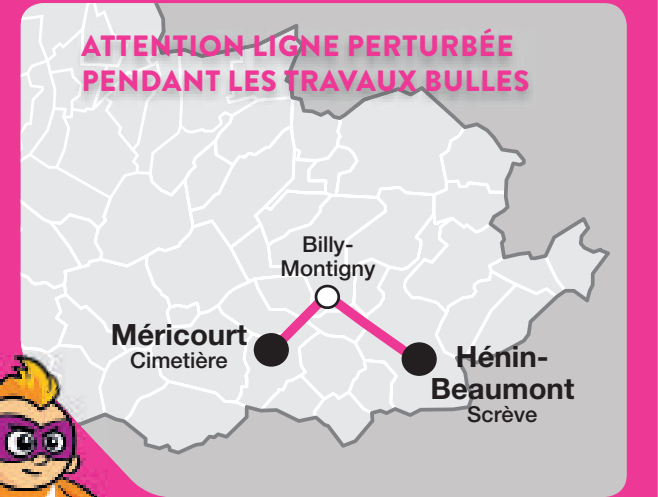 ATTENTION LIGNE PERTURBÉE
PENDANT LES TRAVAUX BULLES
Billy-
Montigny
Méricourt
Cimetière
Hénin-
Beaumont
Scrève